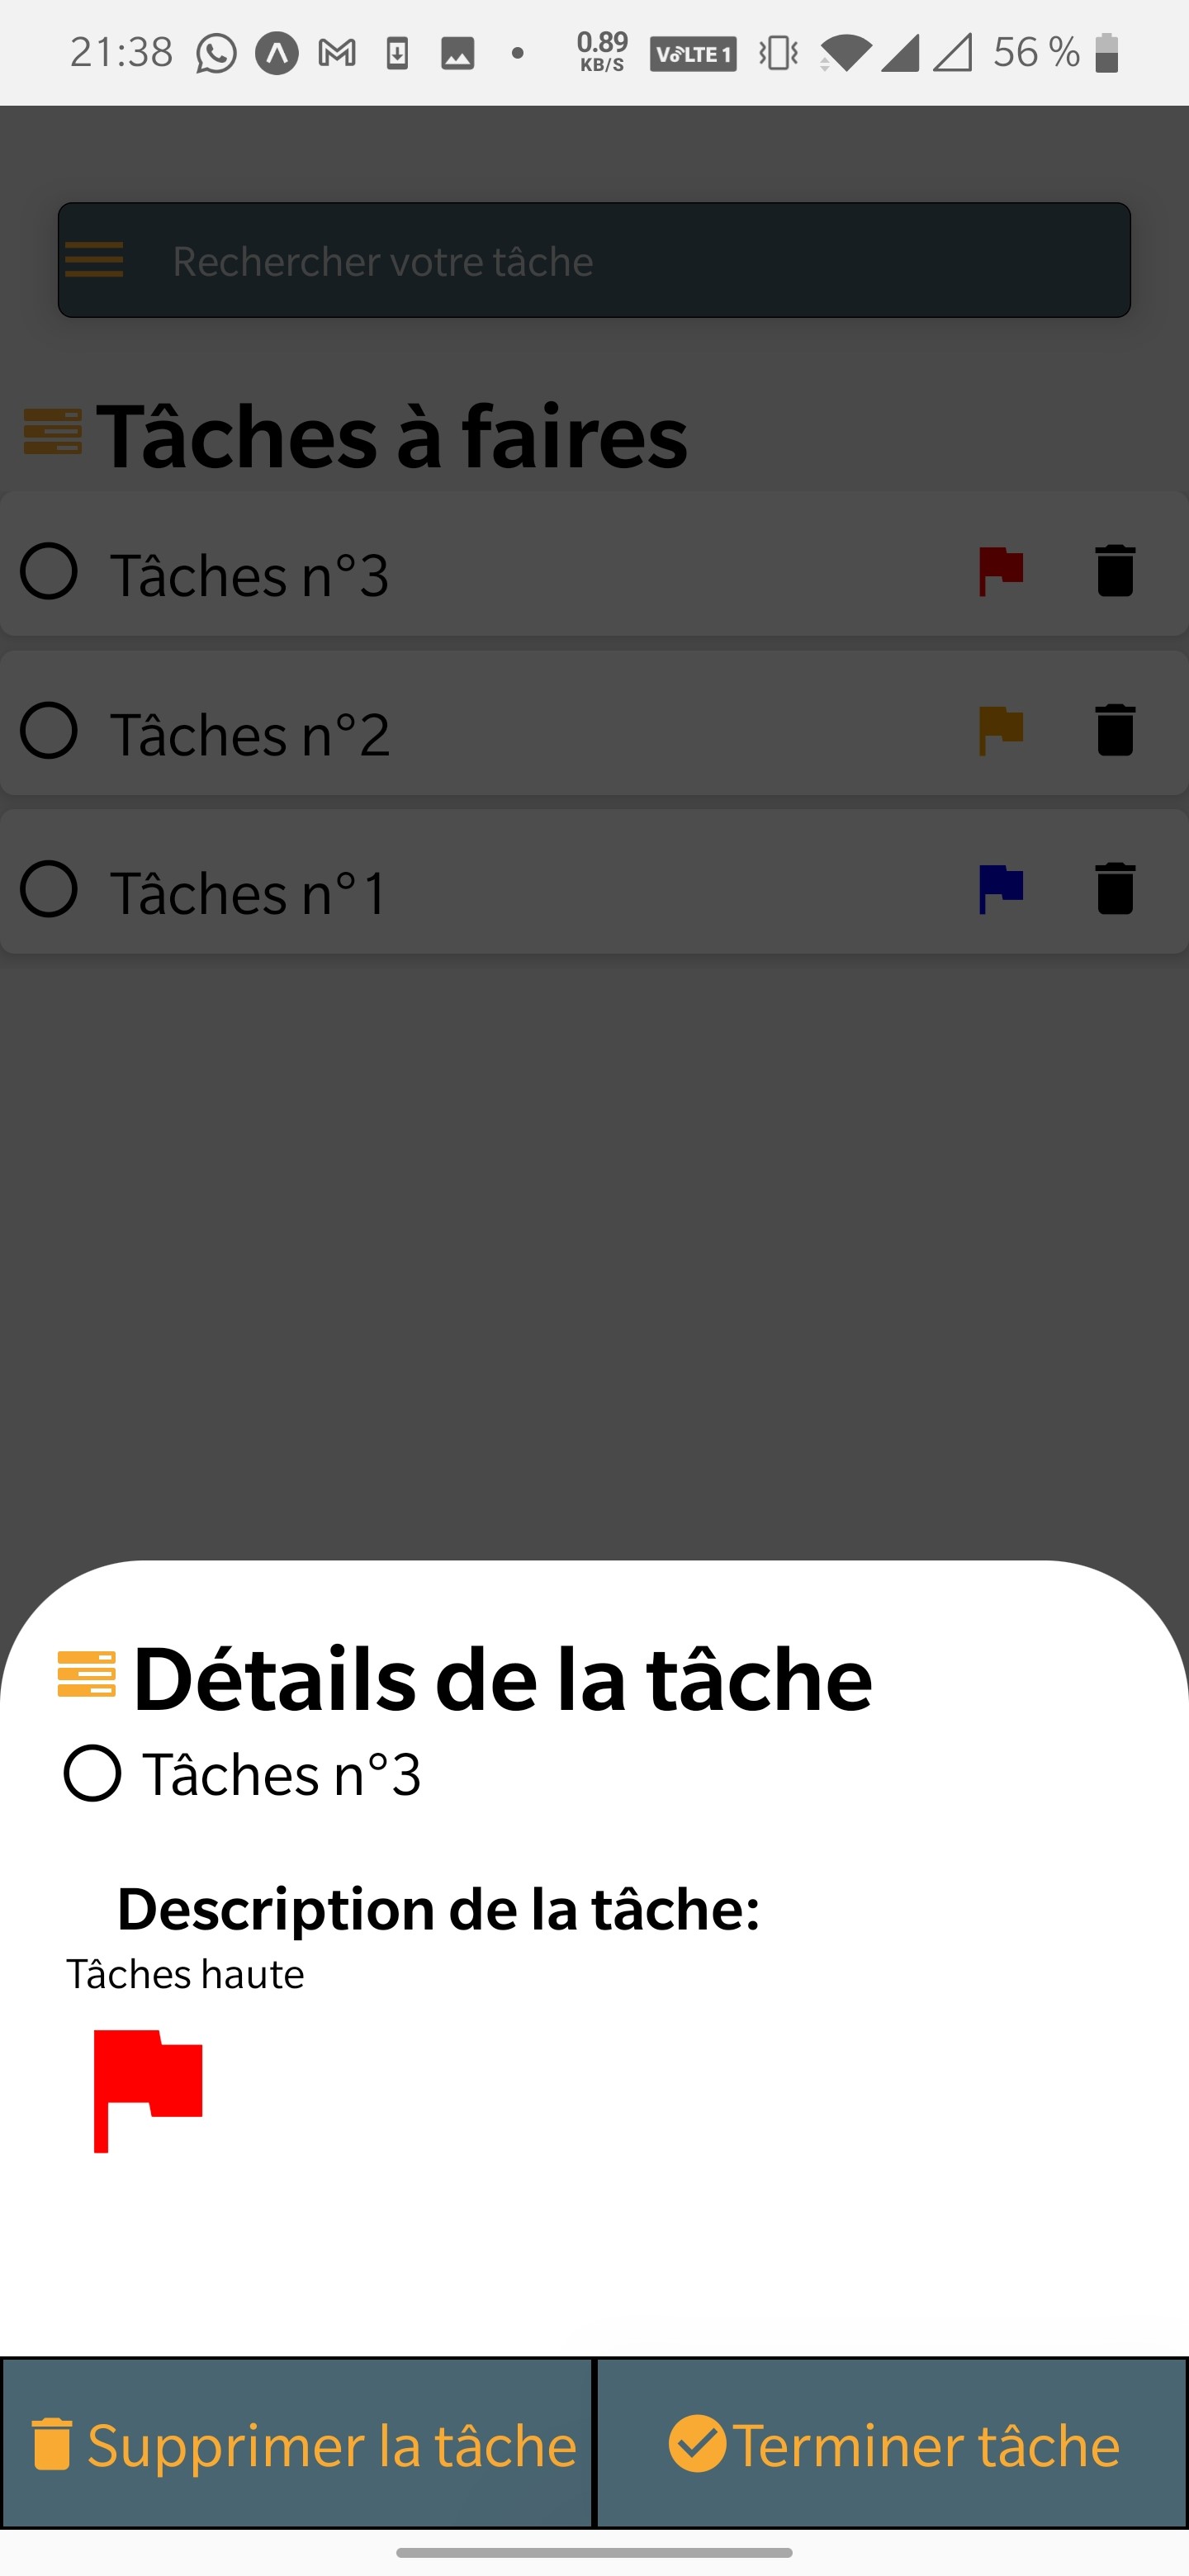 21:38 0.89 KB/S VoLTE 1 56 %
Rechercher votre tâche
Tâches à faires
Tâches n°3
Tâches n°2
Tâches n°1
Détails de la tâche
Tâches n°3
Description de la tâche:
Tâches haute
Supprimer la tâche Terminer tâche